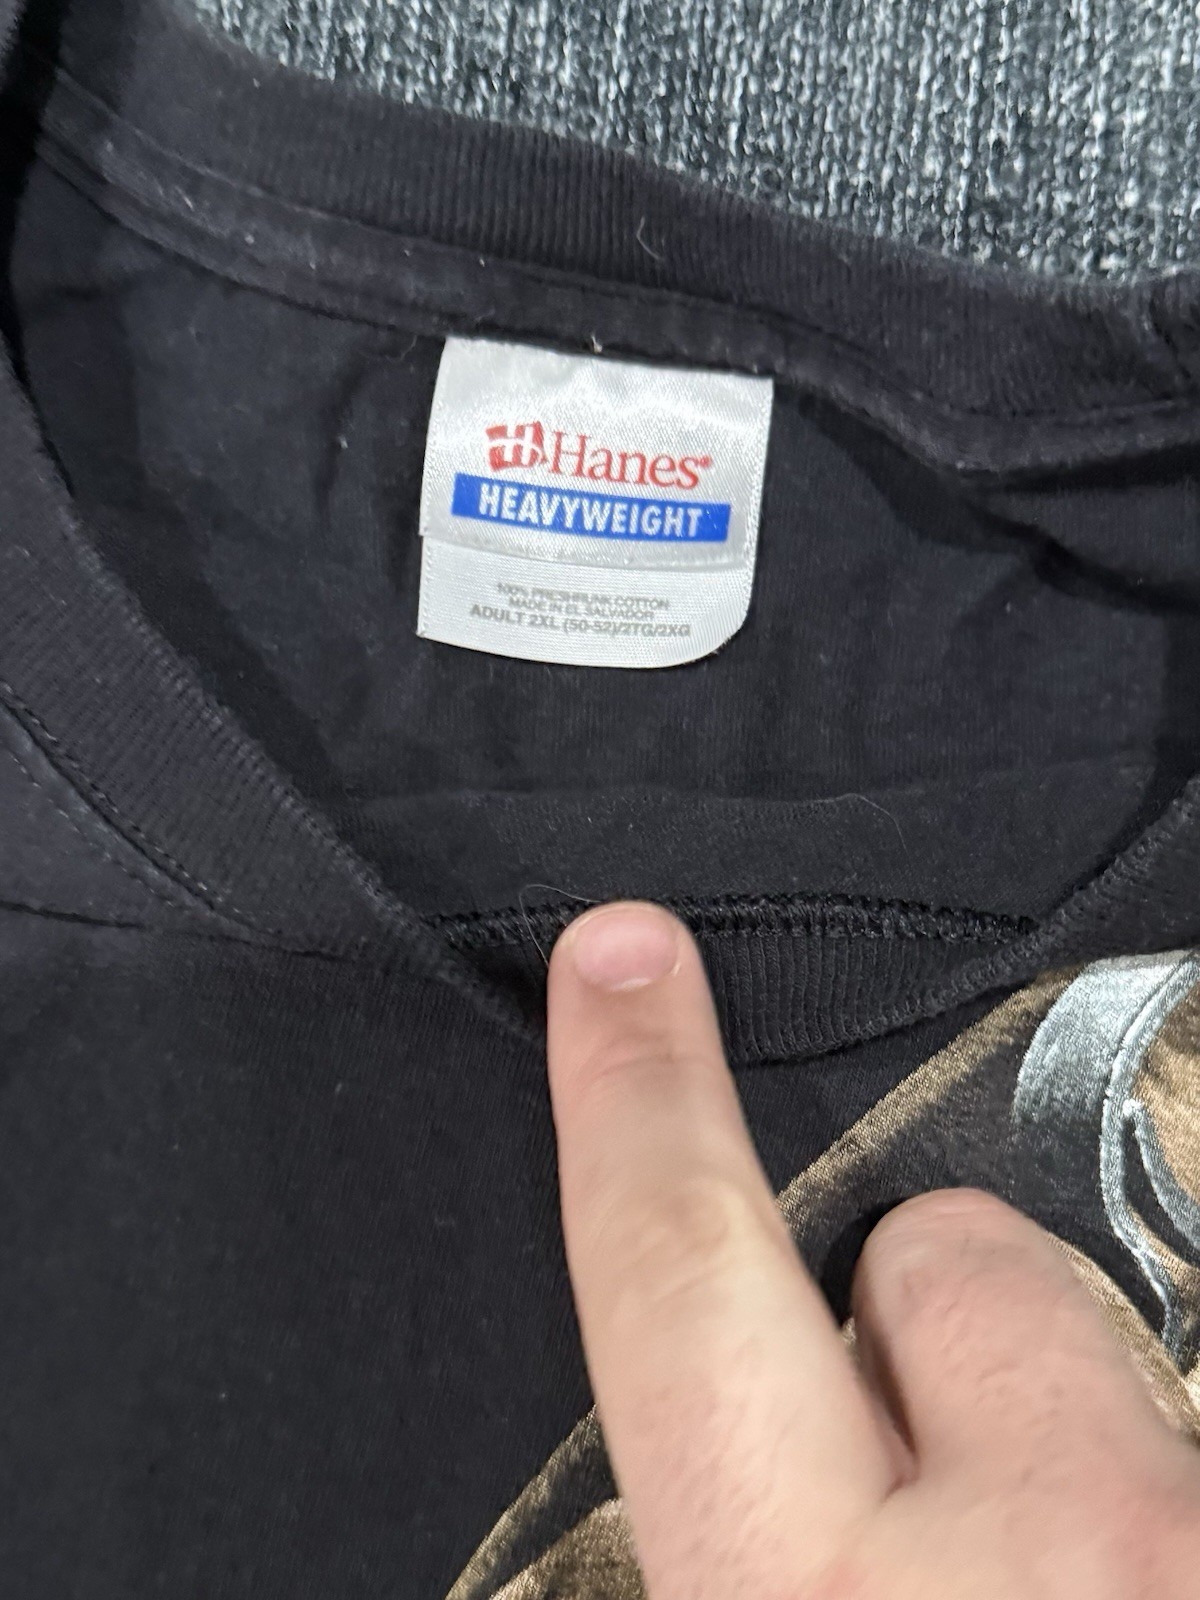 H Hanes®
HEAVYWEIGHT
100% PRESHRUNK COTTON
MADE IN EL SALVADOR
ADULT 2XL (50-52)/2TG/2XG